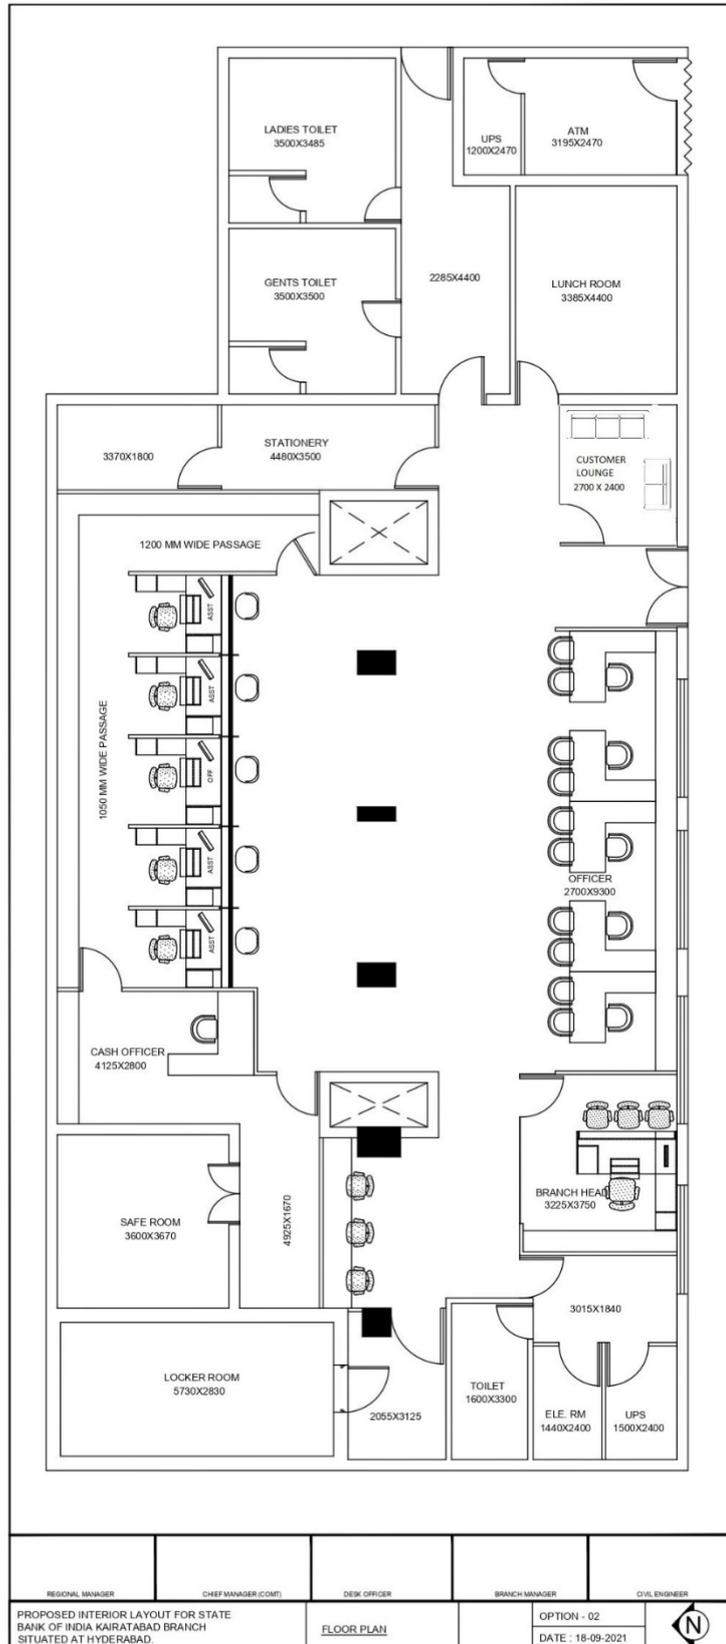 LADIES TOILET
3500X3485
UPS
1200X2470
ATM
3195X2470
GENTS TOILET
3500X3500
2285X4400
LUNCH ROOM
3385X4400
3370X1800
STATIONERY
4480X3500
CUSTOMER
LOUNGE
2700 X 2400
1200 MM WIDE PASSAGE
1050 MM WIDE PASSAGE
ASST
ASST
OFF
ASST
ASST
OFFICER
2700X9300
CASH OFFICER
4125X2800
SAFE ROOM
3600X3670
4925X1670
BRANCH HEAD
3225X3750
3015X1840
LOCKER ROOM
5730X2830
2055X3125
TOILET
1600X3300
ELE. RM
1440X2400
UPS
1500X2400
REGIONAL MANAGER
CHIEF MANAGER (COMT)
DESK OFFICER
BRANCH MANAGER
CIVIL ENGINEER
PROPOSED INTERIOR LAYOUT FOR STATE
BANK OF INDIA KAIRATABAD BRANCH
SITUATED AT HYDERABAD.
FLOOR PLAN
OPTION - 02
DATE : 18-09-2021
N